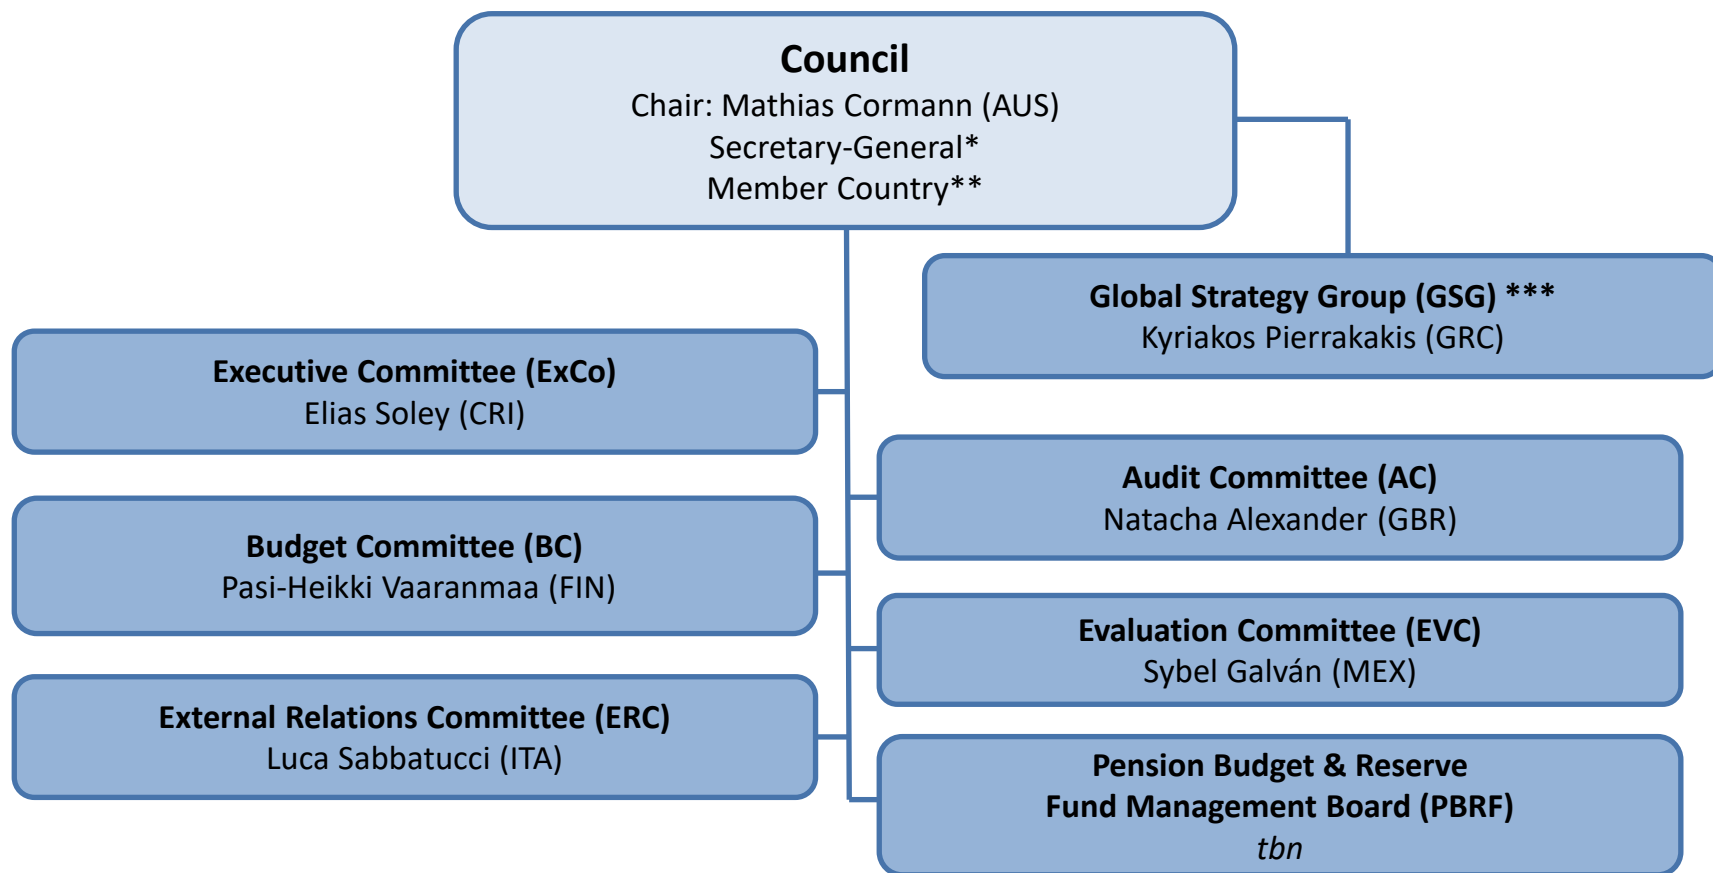 Council
Chair: Mathias Cormann (AUS)
Secretary-General*
Member Country**
Global Strategy Group (GSG) ***
Kyriakos Pierrakakis (GRC)
Executive Committee (ExCo)
Elias Soley (CRI)
Audit Committee (AC)
Natacha Alexander (GBR)
Budget Committee (BC)
Pasi-Heikki Vaaranmaa (FIN)
Evaluation Committee (EVC)
Sybel Galván (MEX)
External Relations Committee (ERC)
Luca Sabbatucci (ITA)
Pension Budget & Reserve
Fund Management Board (PBRF)
tbn